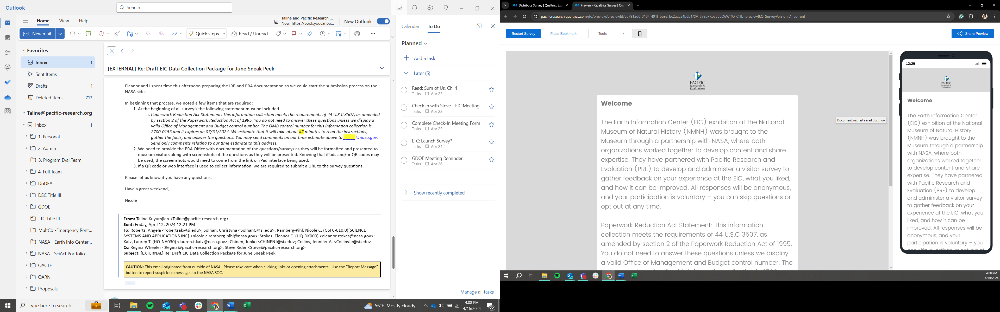 Outlook
Search
Home View Help
Taline and Pacific Research ...
Now, https://book.youcanbo...
New Outlook
New mail
Quick steps
Read / Unread
Favorites
Inbox 1
Sent Items
Drafts 1
Deleted Items 717
Taline@pacific-research.org
Inbox 1
1. Personal
2. Admin
3. Program Eval Team
4. Full Team
DoDEA
DSC Title III
GDOE
LTC Title III
MultCo -Emergency Rent...
NASA - Earth Info Center...
NASA - SciAct Portfolio
OACTE
OARN
Proposals
[EXTERNAL] Re: Draft EIC Data Collection Package for June Sneak Peek
Eleanor and I spent time this afternoon preparing the IRB and PRA documentation so we could start the submission process on the
NASA side.
In beginning that process, we noted a few items that are required:
1. At the beginning of all survey's the following statement must be included
a. Paperwork Reduction Act Statement: This information collection meets the requirements of 44 U.S.C 3507, as amended
by section 2 of the Paperwork Reduction Act of 1995. You do not need to answer these questions unless we display a
valid Office of Management and Budget control number. The OMB control number for this information collection is
2700-0153 and it expires on 07/31/2024. We estimate that it will take about ## minutes to read the instructions,
gather the facts, and answer the questions. You may send comments on our time estimate above to _____@nasa.gov.
Send only comments relating to our time estimate to this address.
2. We need to provide the PRA Office with documentation of the questions/surveys as they will be formatted and presented to
museum visitors along with screenshots of the questions as they will be presented. Knowing that iPads and/or QR codes may
be used, the screenshots would need to come from the link or iPad interface being used.
3. If a QR code or web interface is used to collect information, we are required to submit a URL to the survey questions.
Please let us know if you have any questions.
Have a great weekend,
Nicole
From: Taline Kuyumjian <Taline@pacific-research.org>
Sent: Friday, April 12, 2024 12:21 PM
To: Roberts, Angela <robertsak@si.edu>; Solhan, Christyna <SolhanC@si.edu>; Ramberg-Pihl, Nicole C. (GSFC-610.0)[SCIENCE
SYSTEMS AND APPLICATIONS INC] <nicole.c.ramberg-pihl@nasa.gov>; Stokes, Eleanor C. (HQ-DK000) <eleanor.stokes@nasa.gov>;
Katz, Lauren T. (HQ-NA030) <lauren.t.katz@nasa.gov>; Chinen, Junko <CHINENJ@si.edu>; Collins, Jennifer A. <CollinsJe@si.edu>
Cc: Regina Wheeler <Regina@pacific-research.org>; Steve Rider <Steve@pacific-research.org>
Subject: [EXTERNAL] Re: Draft EIC Data Collection Package for June Sneak Peek
CAUTION: This email originated from outside of NASA. Please take care when clicking links or opening attachments. Use the "Report Message"
button to report suspicious messages to the NASA SOC.
Calendar To Do
Planned
Add a task
Later (5)
Read: Sum of Us, Ch. 4
Tasks Apr 23
Check in with Steve - EIC Meeting
Tasks Apr 23
Complete Check-In Meeting Form
Tasks Apr 23
LTC: Launch Survey?
Tasks Apr 24
GDOE Meeting Reminder
Tasks Apr 26
Show recently completed
Manage all tasks
Type here to search
56°F Mostly cloudy
4:08 PM
4/16/2024
22
XM Distribute Survey | Qualtrics Exp
XM Preview - Qualtrics Survey | Qu
pacificresearch.qualtrics.com/jfe/preview/previewId/8e7915d0-3184-491f-be92-bc2a2c54b6b1/SV_57SePKbS35aO6Wi?Q_CHL=preview&Q_SurveyVersionID=current
Restart Survey
Place Bookmark
Tools
Share Preview
PACIFIC
Research &
Evaluation
Welcome
The Earth Information Center (EIC) exhibition at the National
Museum of Natural History (NMNH) was brought to the
Museum through a partnership with NASA, where both
organizations worked together to develop content and share
expertise. They have partnered with Pacific Research and
Evaluation (PRE) to develop and administer a visitor survey to
gather feedback on your experience at the EIC, what you liked,
and how it can be improved. All responses will be anonymous,
and your participation is voluntary – you can skip questions or
opt out at any time.
Paperwork Reduction Act Statement: This information
collection meets the requirements of 44 U.S.C 3507, as
amended by section 2 of the Paperwork Reduction Act of 1995.
You do not need to answer these questions unless we display
a valid Office of Management and Budget control number. The
Document was last saved: Just now
12:29
PACIFIC
Research &
Evaluation
Welcome
The Earth Information Center
(EIC) exhibition at the National
Museum of Natural History
(NMNH) was brought to the
Museum through a partnership
with NASA, where both
organizations worked together
to develop content and share
expertise. They have partnered
with Pacific Research and
Evaluation (PRE) to develop
and administer a visitor survey
to gather feedback on your
experience at the EIC, what you
liked, and how it can be
improved. All responses will be
anonymous, and your
participation is voluntary – you
can skip questions or opt out at
4:08 PM
4/16/2024